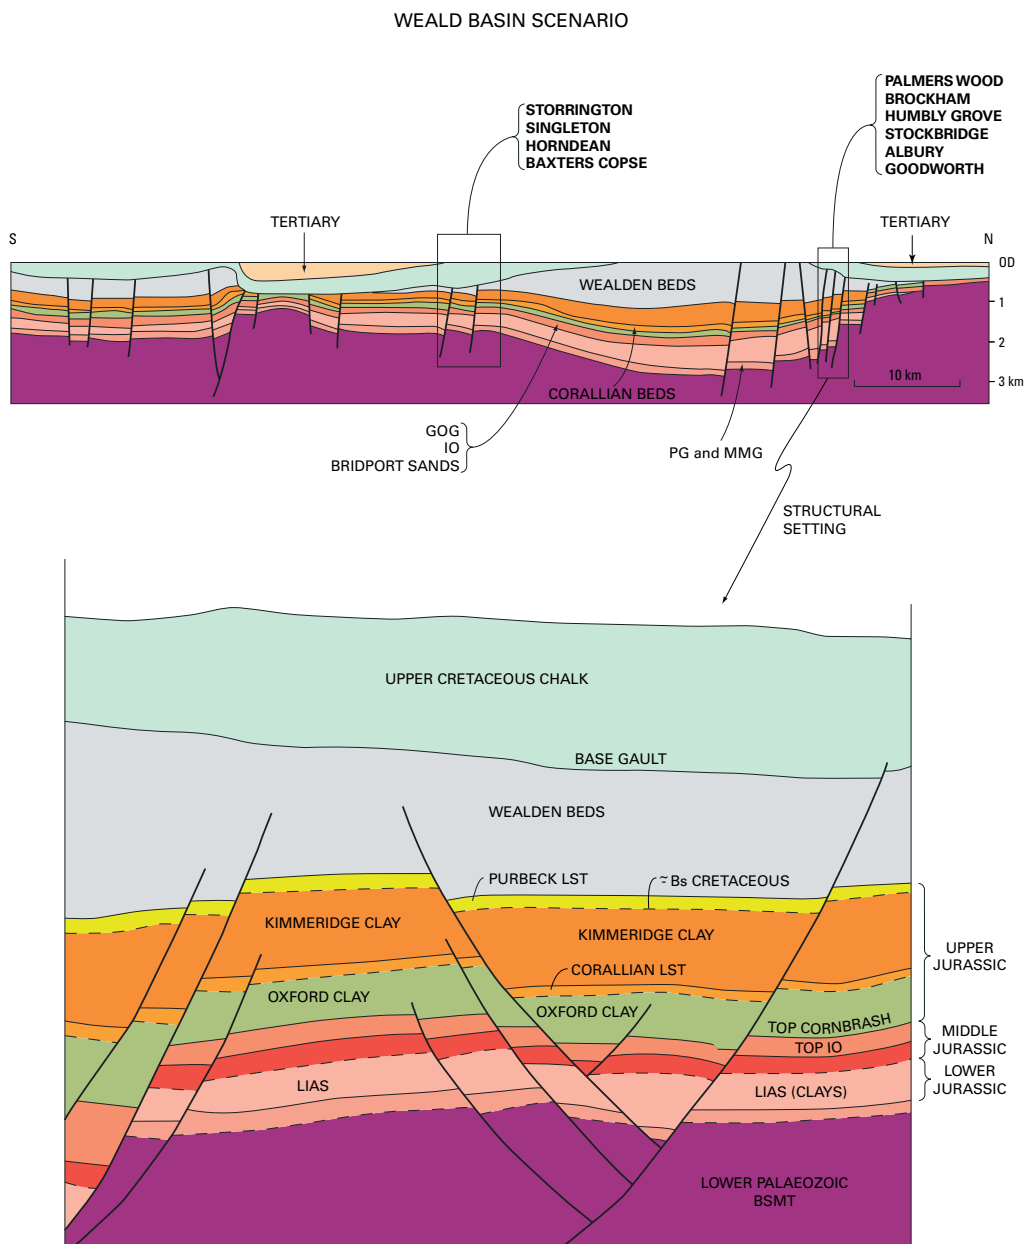 WEALD BASIN SCENARIO
PALMERS WOOD
BROCKHAM
HUMBLY GROVE
STOCKBRIDGE
ALBURY
GOODWORTH
STORRINGTON
SINGLETON
HORNDEAN
BAXTERS COPSE
TERTIARY
TERTIARY
S
N
OD
WEALDEN BEDS
1
2
10 km
3 km
CORALLIAN BEDS
GOG
IO
BRIDPORT SANDS
PG and MMG
STRUCTURAL
SETTING
UPPER CRETACEOUS CHALK
BASE GAULT
WEALDEN BEDS
PURBECK LST
≈ Bs CRETACEOUS
KIMMERIDGE CLAY
KIMMERIDGE CLAY
UPPER
JURASSIC
CORALLIAN LST
OXFORD CLAY
OXFORD CLAY
TOP CORNBRASH
TOP IO
MIDDLE
JURASSIC
LIAS
LIAS (CLAYS)
LOWER
JURASSIC
LOWER PALAEOZOIC
BSMT